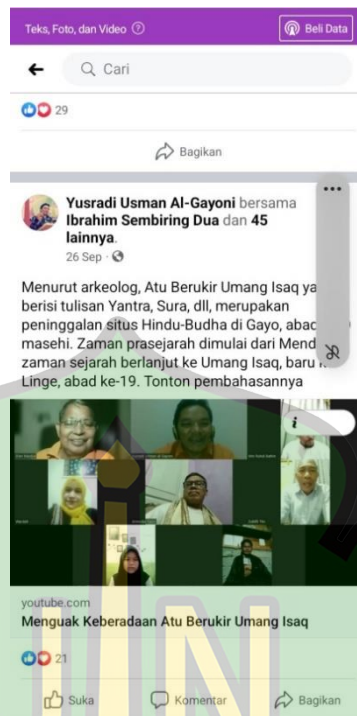 Teks, Foto, dan Video
Beli Data
Cari
29
Bagikan
Yusradi Usman Al-Gayoni bersama
Ibrahim Sembiring Dua dan 45
lainnya.
26 Sep
Menurut arkeolog, Atu Berukir Umang Isaq
berisi tulisan Yantra, Sura, dll, merupakan
peninggalan situs Hindu-Budha di Gayo,
masehi. Zaman prasejarah dimulai dari
zaman sejarah berlanjut ke Umang Isaq, baru
Linge, abad ke-19. Tonton pembahasannya
i
youtube.com
Menguak Keberadaan Atu Berukir Umang Isaq
21
Suka
Komentar
Bagikan